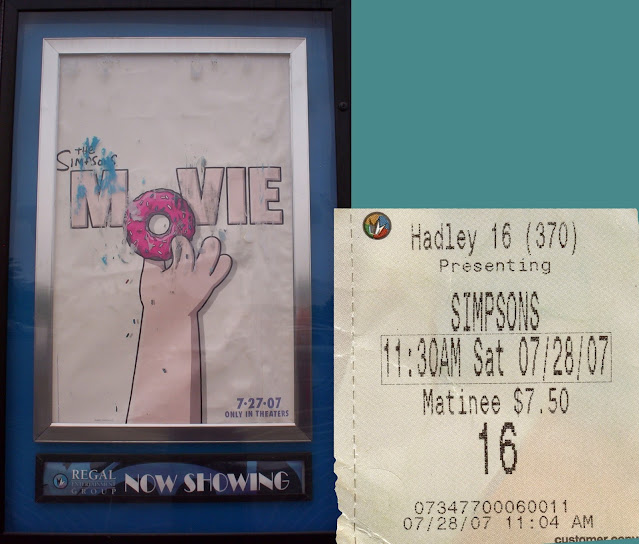 the
Simpsons
MOVIE
7-27-07
ONLY IN THEATERS
REGAL
ENTERTAINMENT
GROUP
NOW SHOWING
Hadley 16 (370)
Presenting
SIMPSONS
11:30AM Sat 07/28/07
Matinee $7.50
16
07347700060011
07/28/07 11:04 AM